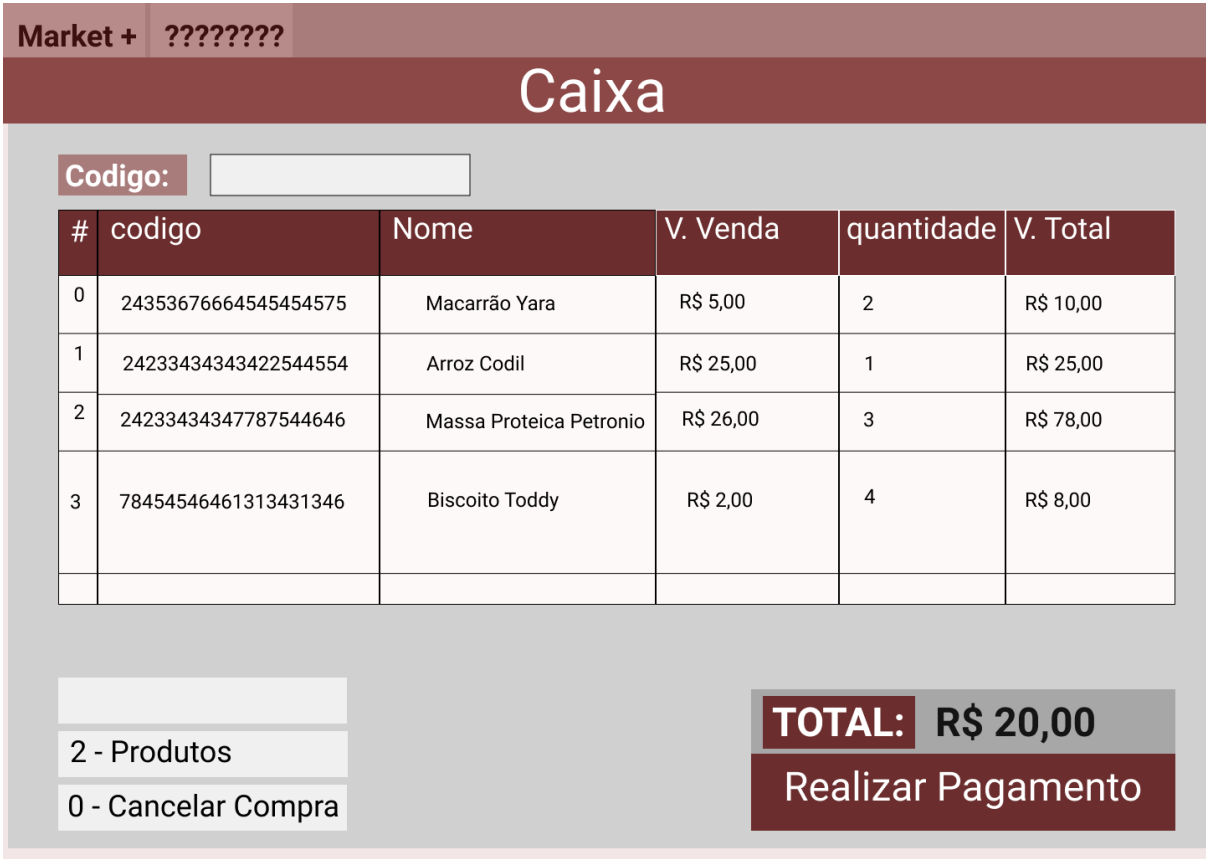 Market + ????????
Caixa
Codigo:
# codigo Nome V. Venda quantidade V. Total
0 24353676664545454575 Macarrão Yara R$ 5,00 2 R$ 10,00
1 24233434343422544554 Arroz Codil R$ 25,00 1 R$ 25,00
2 24233434347787544646 Massa Proteica Petronio R$ 26,00 3 R$ 78,00
3 78454546461313431346 Biscoito Toddy R$ 2,00 4 R$ 8,00
TOTAL: R$ 20,00
2 - Produtos
Realizar Pagamento
0 - Cancelar Compra